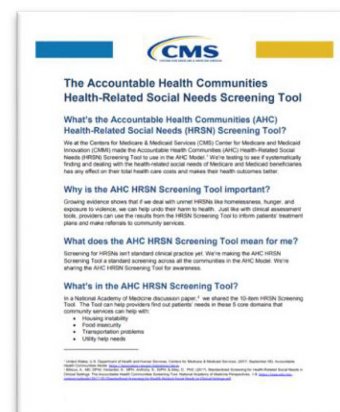 CMS
The Accountable Health Communities
Health-Related Social Needs Screening Tool
What's the Accountable Health Communities (AHC)
Health-Related Social Needs (HRSN) Screening Tool?
We at the Centers for Medicare & Medicaid Services (CMS) Center for Medicare and Medicaid
Innovation (CMMI) made the Accountable Health Communities (AHC) Health-Related Social
Needs (HRSN) Screening Tool to use in the AHC Model.¹ We're testing to see if systematically
finding and dealing with the health-related social needs of Medicare and Medicaid beneficiaries
has any effect on their total health care costs and makes their health outcomes better.
Why is the AHC HRSN Screening Tool important?
Growing evidence shows that if we deal with unmet HRSNs like homelessness, hunger, and
exposure to violence, we can help undo their harm to health. Just like with clinical assessment
tools, providers can use the results from the HRSN Screening Tool to inform patients' treatment
plans and make referrals to community services.
What does the AHC HRSN Screening Tool mean for me?
Screening for HRSNs isn't standard clinical practice yet. We're making the AHC HRSN
Screening Tool a standard screening across all the communities in the AHC Model. We're
sharing the AHC HRSN Screening Tool for awareness.
What's in the AHC HRSN Screening Tool?
In a National Academy of Medicine discussion paper,² we shared the 10-item HRSN Screening
Tool. The Tool can help providers find out patients' needs in these 5 core domains that
community services can help with:
• Housing instability
• Food insecurity
• Transportation problems
• Utility help needs